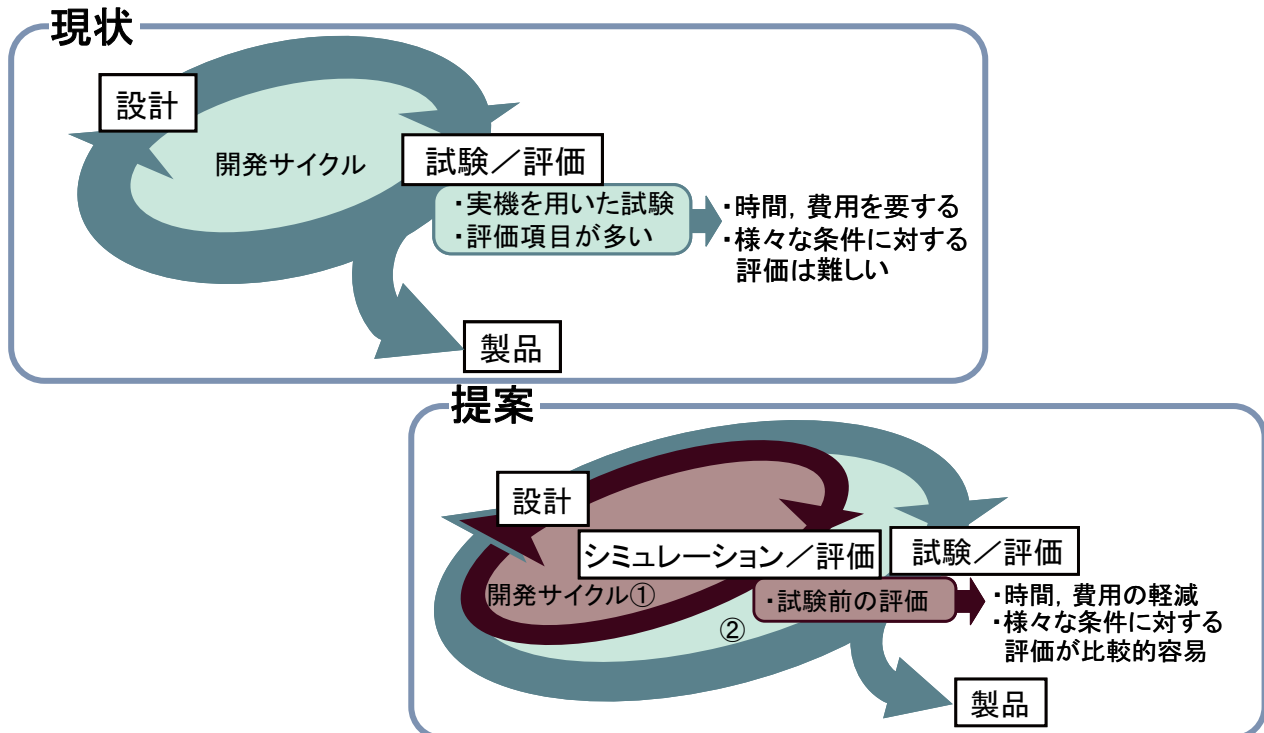 現状
設計
開発サイクル
試験／評価
・実機を用いた試験
・評価項目が多い
・時間，費用を要する
・様々な条件に対する
評価は難しい
製品
提案
設計
シミュレーション／評価
試験／評価
開発サイクル①
②
・試験前の評価
・時間，費用の軽減
・様々な条件に対する
評価が比較的容易
製品